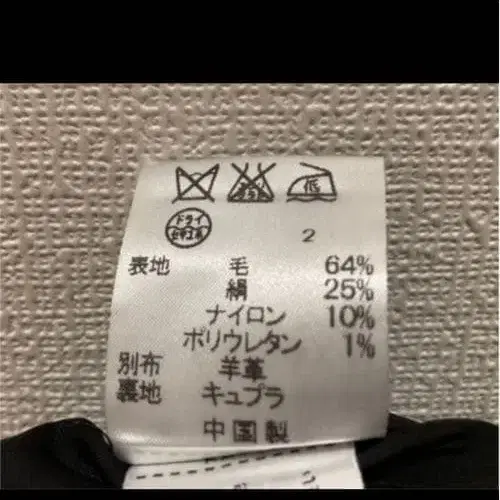 低
ドライ
セキユ系
2
表地 毛 64%
絹 25%
ナイロン 10%
ポリウレタン 1%
別布 羊革
裏地 キュプラ
中国製